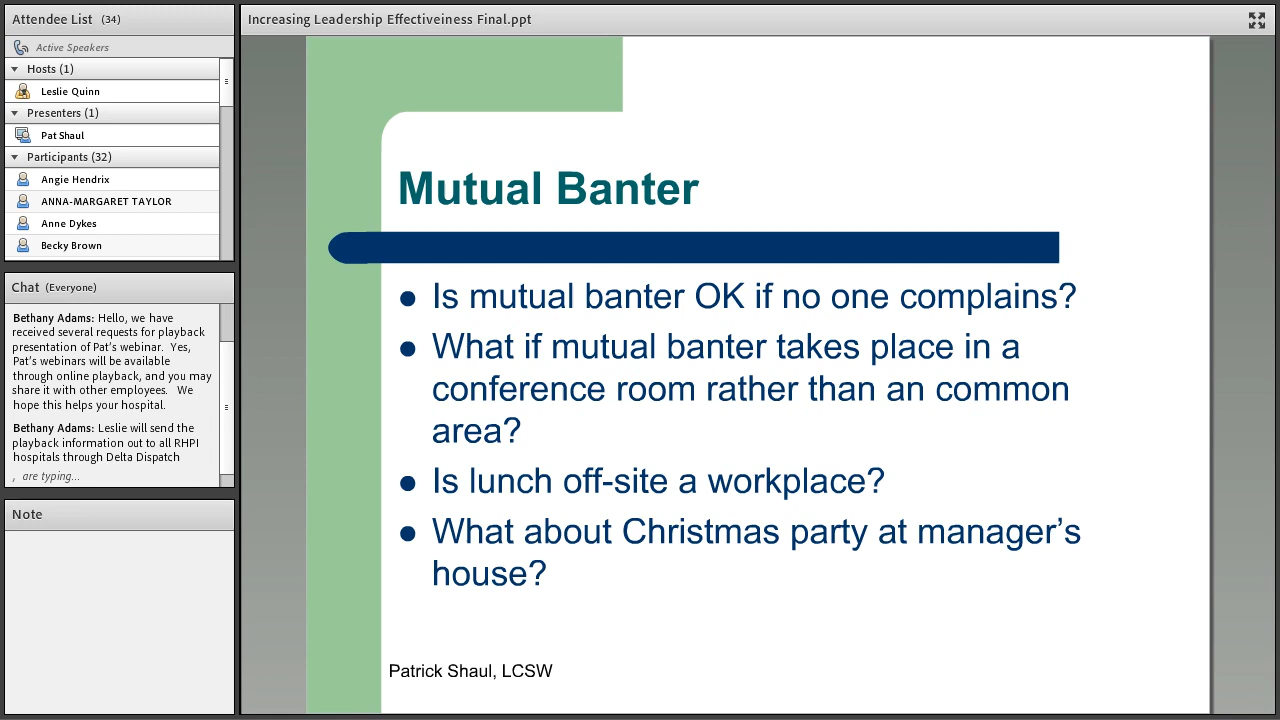 Attendee List (34)
Active Speakers
Hosts (1)
Leslie Quinn
Presenters (1)
Pat Shaul
Participants (32)
Angie Hendrix
ANNA-MARGARET TAYLOR
Anne Dykes
Becky Brown
Chat (Everyone)
Bethany Adams: Hello, we have
received several requests for playback
presentation of Pat's webinar. Yes,
Pat's webinars will be available
through online playback, and you may
share it with other employees. We
hope this helps your hospital.
Bethany Adams: Leslie will send the
playback information out to all RHPI
hospitals through Delta Dispatch
, are typing...
Note
Increasing Leadership Effectiveiness Final.ppt
Mutual Banter
● Is mutual banter OK if no one complains?
● What if mutual banter takes place in a
conference room rather than an common
area?
● Is lunch off-site a workplace?
● What about Christmas party at manager's
house?
Patrick Shaul, LCSW